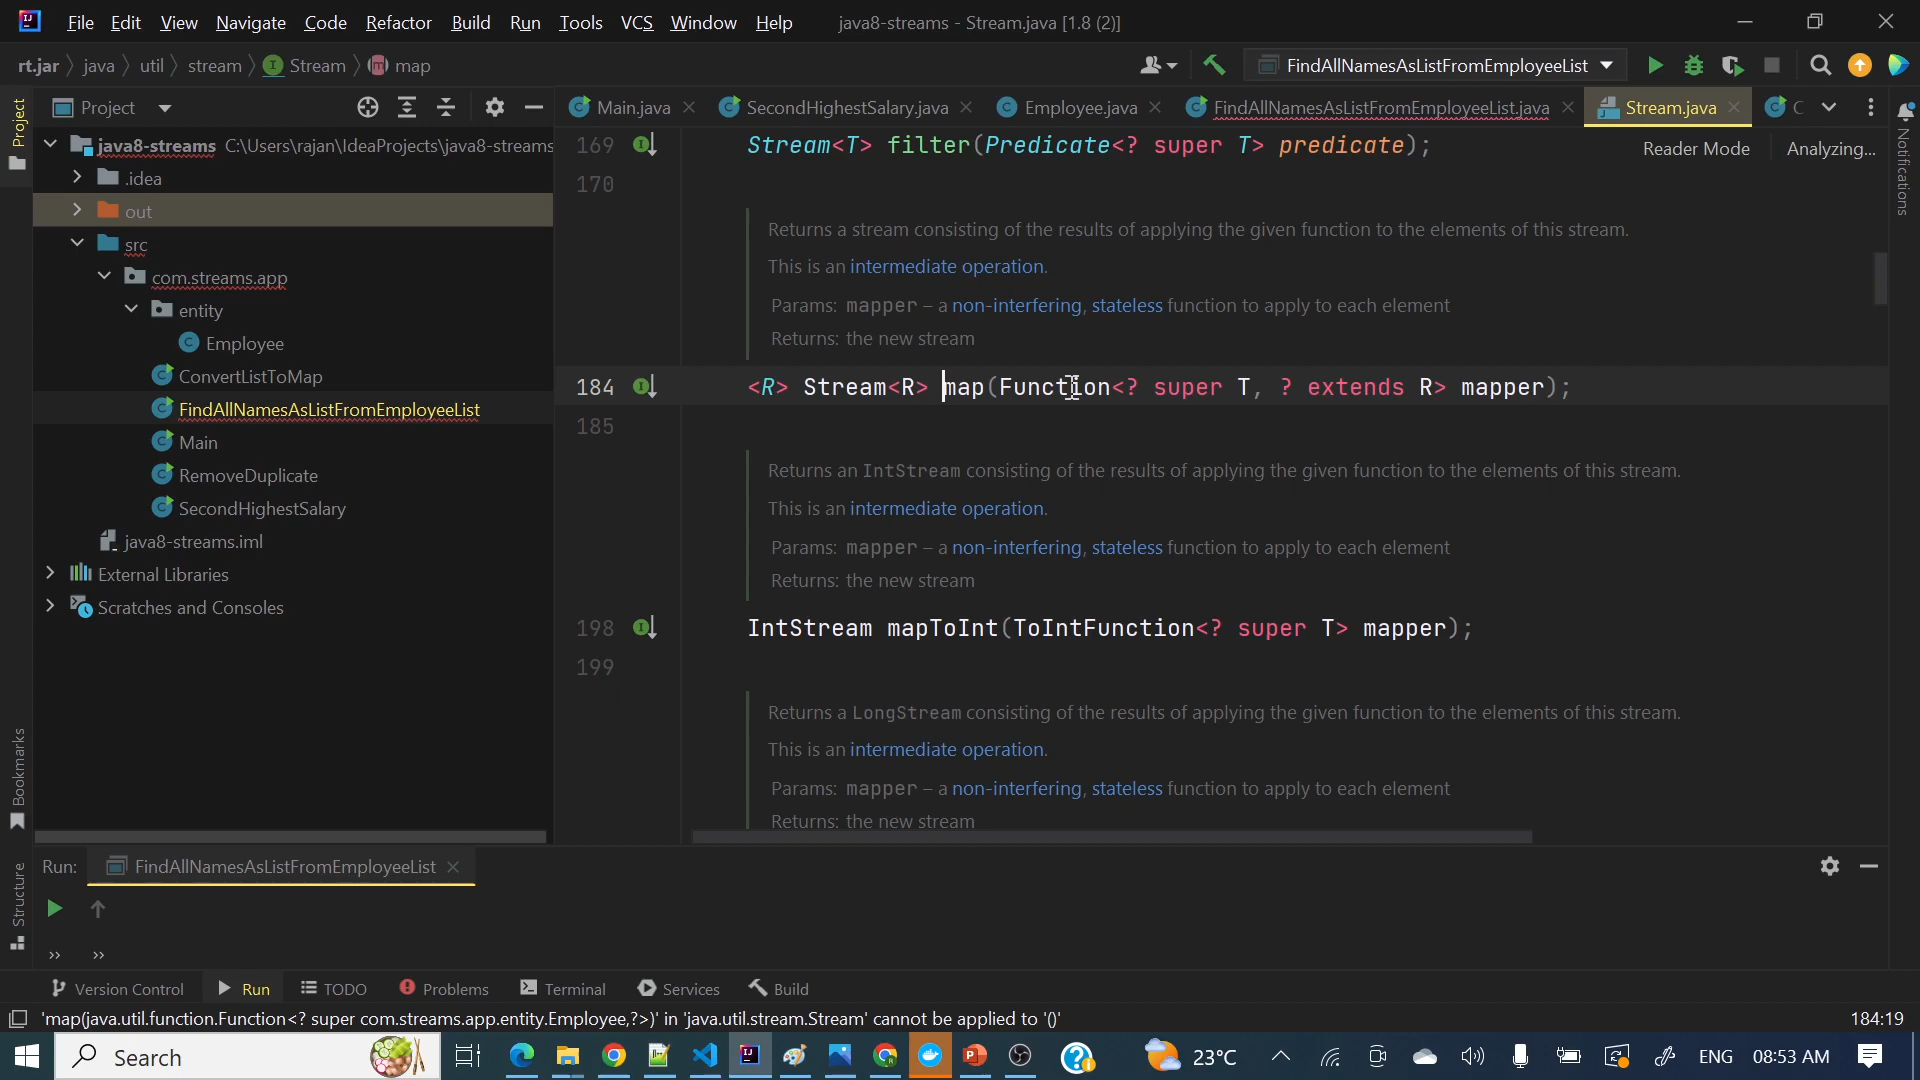 File Edit View Navigate Code Refactor Build Run Tools VCS Window Help java8-streams - Stream.java [1.8 (2)]
rt.jar java util stream Stream map FindAllNamesAsListFromEmployeeList
Project
Main.java SecondHighestSalary.java Employee.java FindAllNamesAsListFromEmployeeList.java Stream.java C
Reader Mode Analyzing...
java8-streams C:\Users\rajan\IdeaProjects\java8-streams
.idea
out
src
com.streams.app
entity
Employee
ConvertListToMap
FindAllNamesAsListFromEmployeeList
Main
RemoveDuplicate
SecondHighestSalary
java8-streams.iml
External Libraries
Scratches and Consoles
169 Stream<T> filter(Predicate<? super T> predicate);
170
Returns a stream consisting of the results of applying the given function to the elements of this stream.
This is an intermediate operation.
Params: mapper – a non-interfering, stateless function to apply to each element
Returns: the new stream
184 <R> Stream<R> map(Function<? super T, ? extends R> mapper);
185
Returns an IntStream consisting of the results of applying the given function to the elements of this stream.
This is an intermediate operation.
Params: mapper – a non-interfering, stateless function to apply to each element
Returns: the new stream
198 IntStream mapToInt(ToIntFunction<? super T> mapper);
199
Returns a LongStream consisting of the results of applying the given function to the elements of this stream.
This is an intermediate operation.
Params: mapper – a non-interfering, stateless function to apply to each element
Returns: the new stream
Project
Bookmarks
Structure
Notifications
Run: FindAllNamesAsListFromEmployeeList
Version Control Run TODO Problems Terminal Services Build
'map(java.util.function.Function<? super com.streams.app.entity.Employee,?>)' in 'java.util.stream.Stream' cannot be applied to '()' 184:19
Search 23°C ENG 08:53 AM